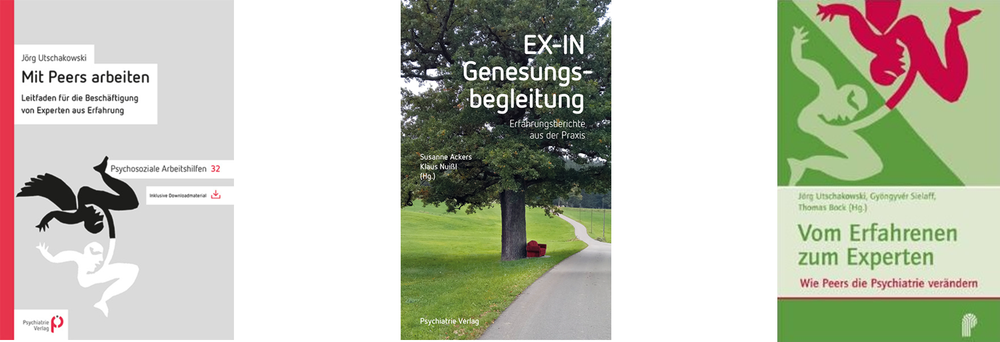 Jörg Utschakowski
Mit Peers arbeiten
Leitfaden für die Beschäftigung
von Experten aus Erfahrung
Psychosoziale Arbeitshilfen 32
Inklusive Downloadmaterial
Psychiatrie
Verlag
EX-IN
Genesungs-
begleitung
Erfahrungsberichte
aus der Praxis
Susanne Ackers
Klaus Nuißl
(Hg.)
Psychiatrie Verlag
Jörg Utschakowski, Gyöngyvér Sielaff,
Thomas Bock (Hg.)
Vom Erfahrenen
zum Experten
Wie Peers die Psychiatrie verändern